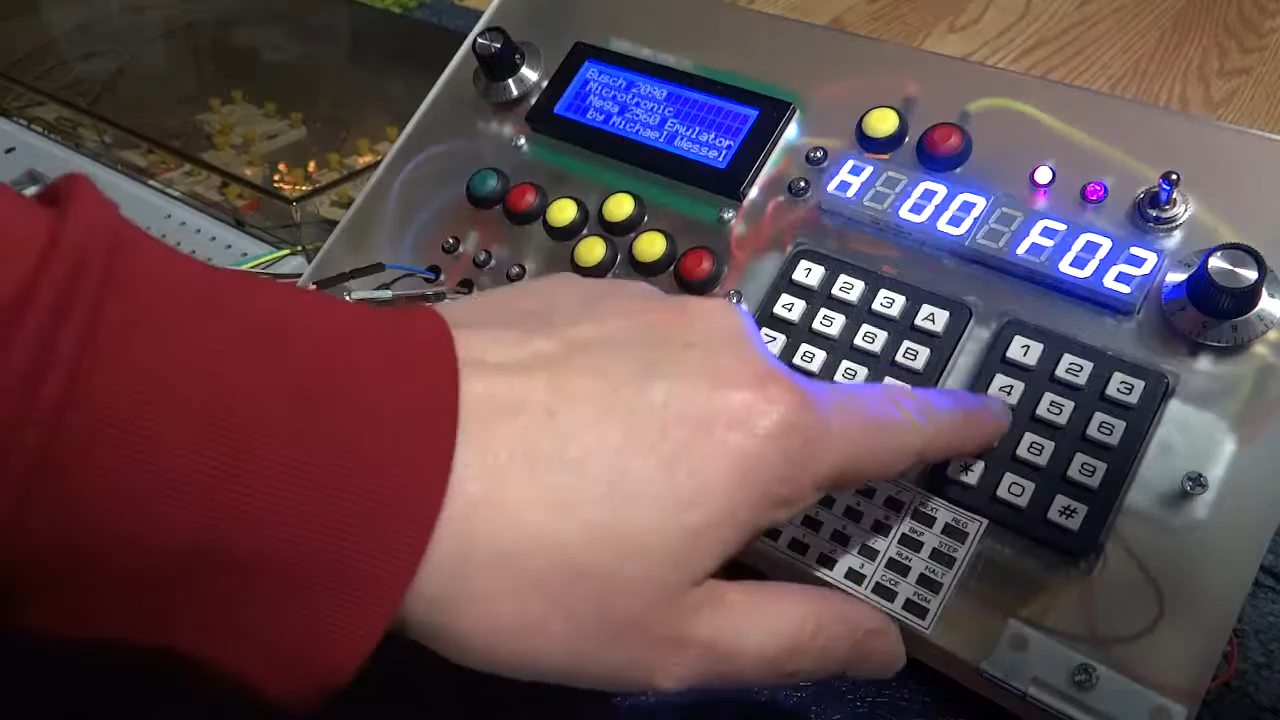 Busch 2090
Microtronic
Mega 2560 Emulator
by Michael Wessel
H 00 F02
1 2 3 A
4 5 6 B
7 8 9
1 2 3
4 5 6
8 9
* 0 #
NEXT REG
BKP STEP
RUN HALT
C/CE PGM